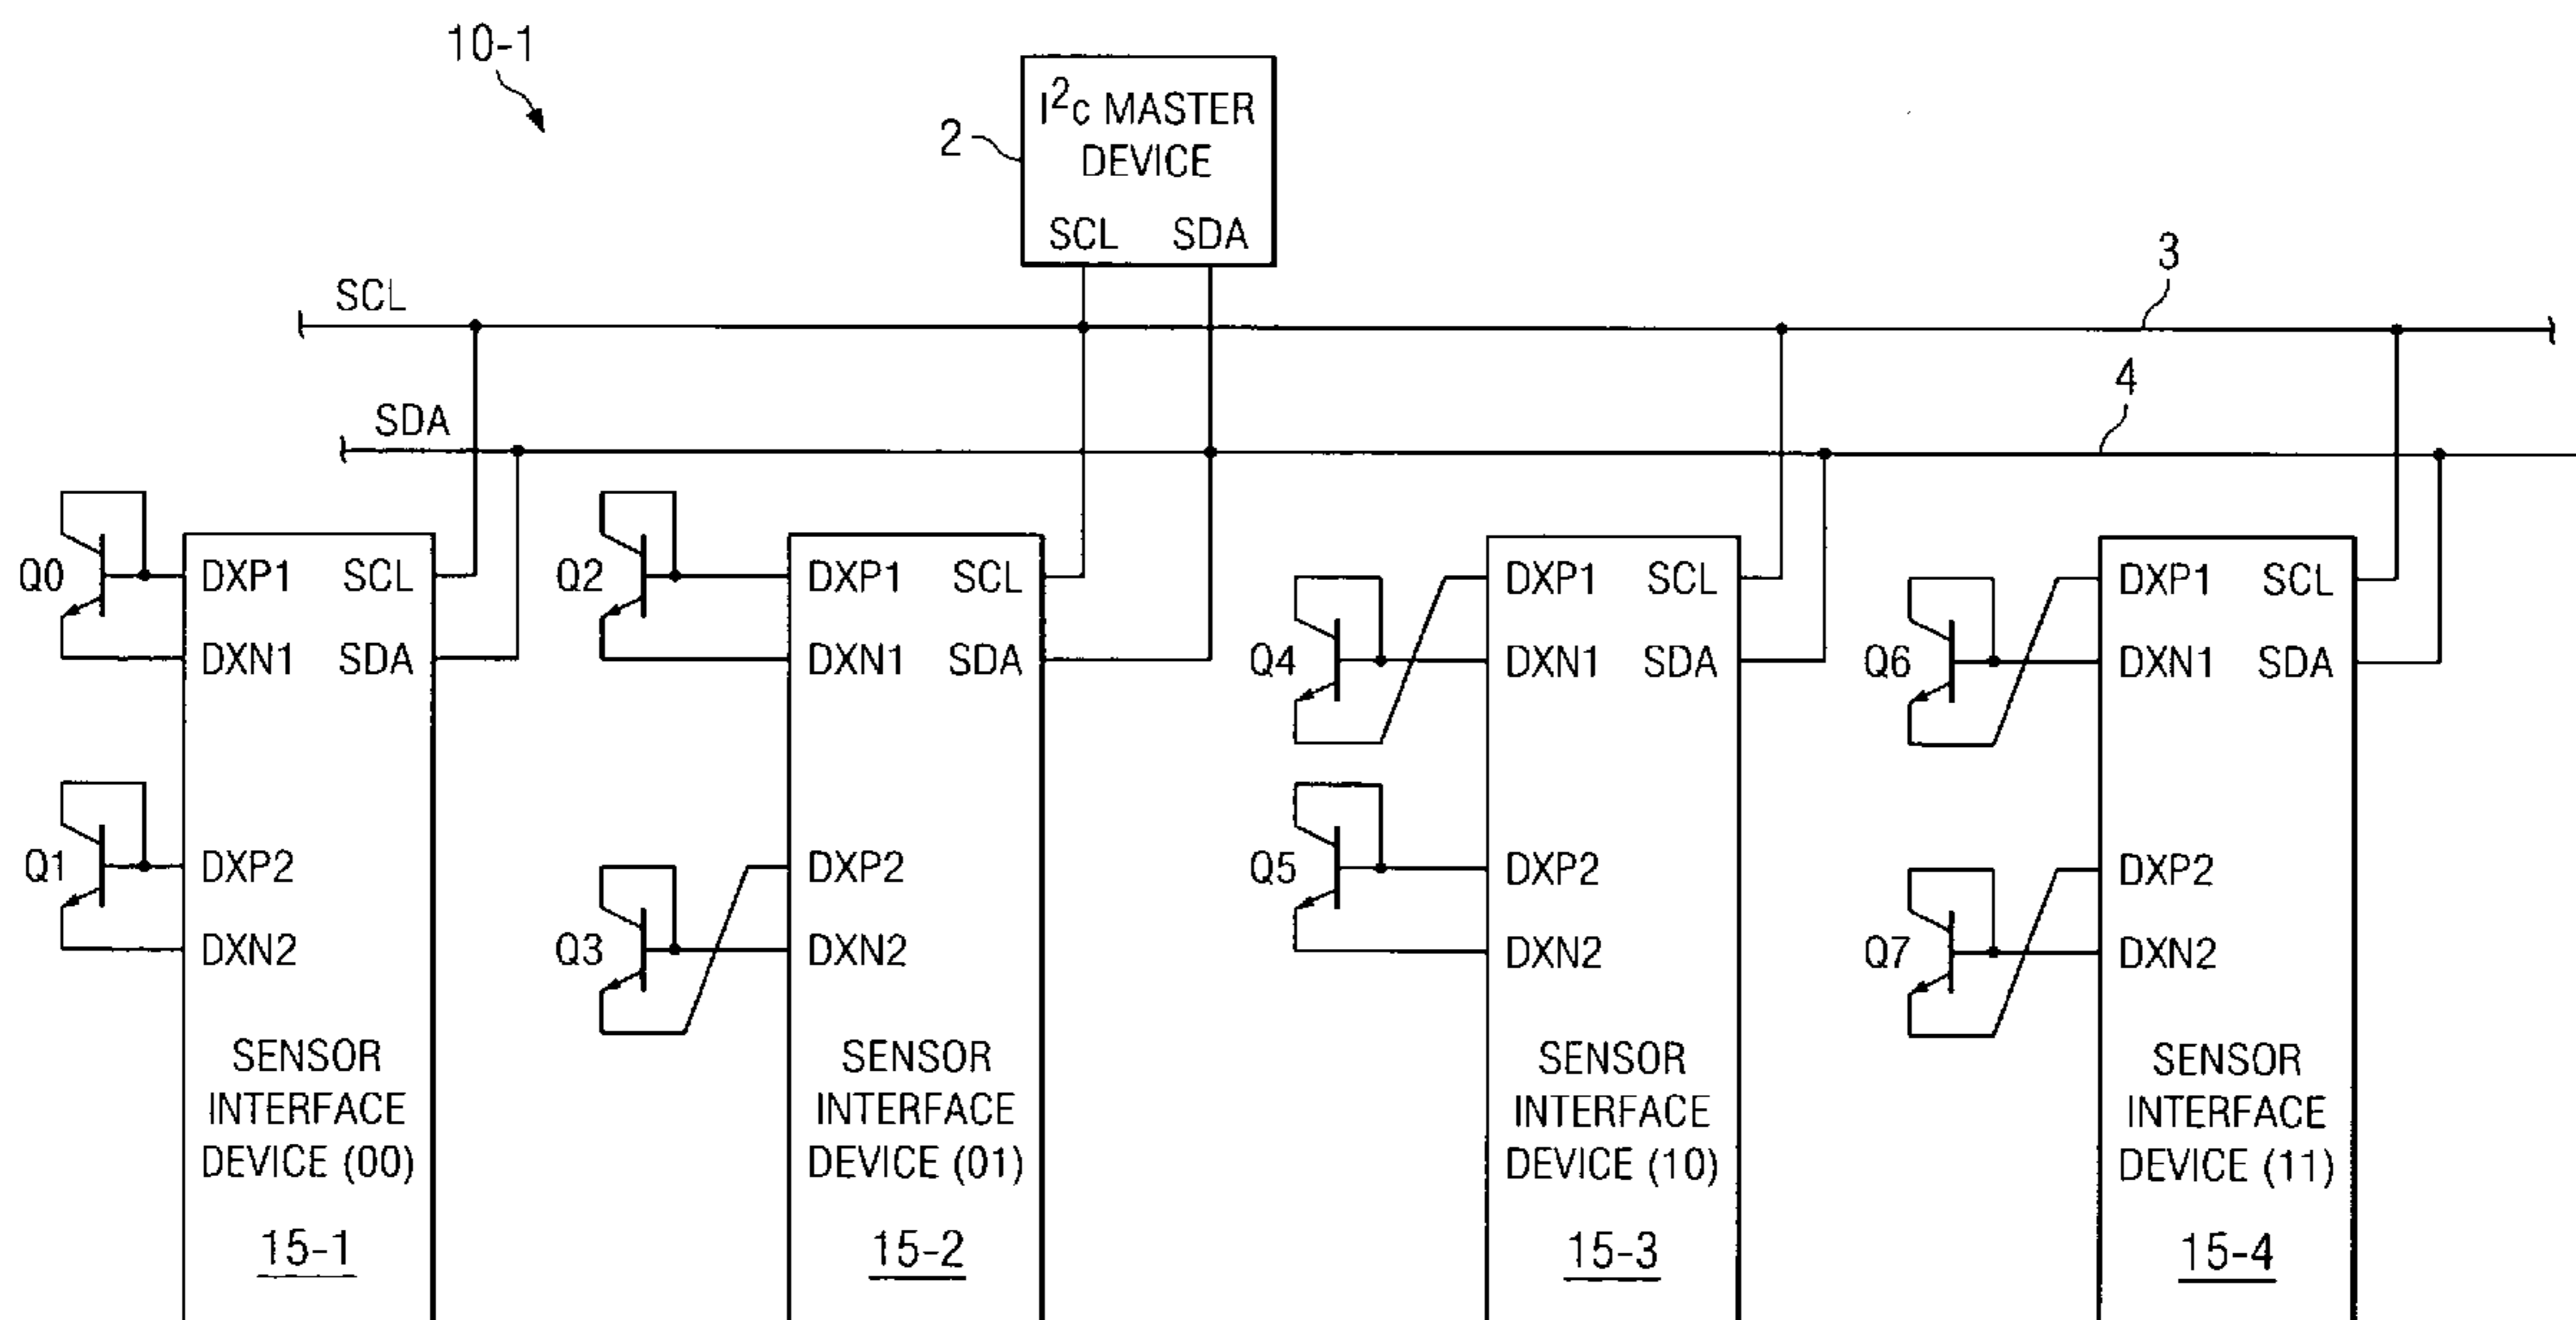 10-1
I²c MASTER
DEVICE
2
SCL SDA
3
SCL
4
SDA
Q0
DXP1 SCL
DXN1 SDA
Q1
DXP2
DXN2
SENSOR
INTERFACE
DEVICE (00)
15-1
Q2
DXP1 SCL
DXN1 SDA
Q3
DXP2
DXN2
SENSOR
INTERFACE
DEVICE (01)
15-2
Q4
DXP1 SCL
DXN1 SDA
Q5
DXP2
DXN2
SENSOR
INTERFACE
DEVICE (10)
15-3
Q6
DXP1 SCL
DXN1 SDA
Q7
DXP2
DXN2
SENSOR
INTERFACE
DEVICE (11)
15-4